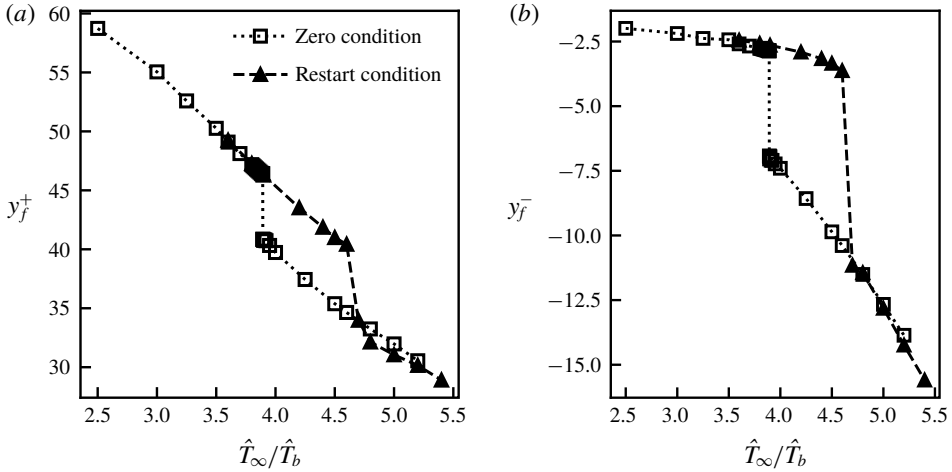 (a)
60
55
50
45
40
35
30
y_f^+
Zero condition
Restart condition
2.5 3.0 3.5 4.0 4.5 5.0 5.5
T̂_∞/T̂_b
(b)
−2.5
−5.0
−7.5
−10.0
−12.5
−15.0
y_f^−
2.5 3.0 3.5 4.0 4.5 5.0 5.5
T̂_∞/T̂_b